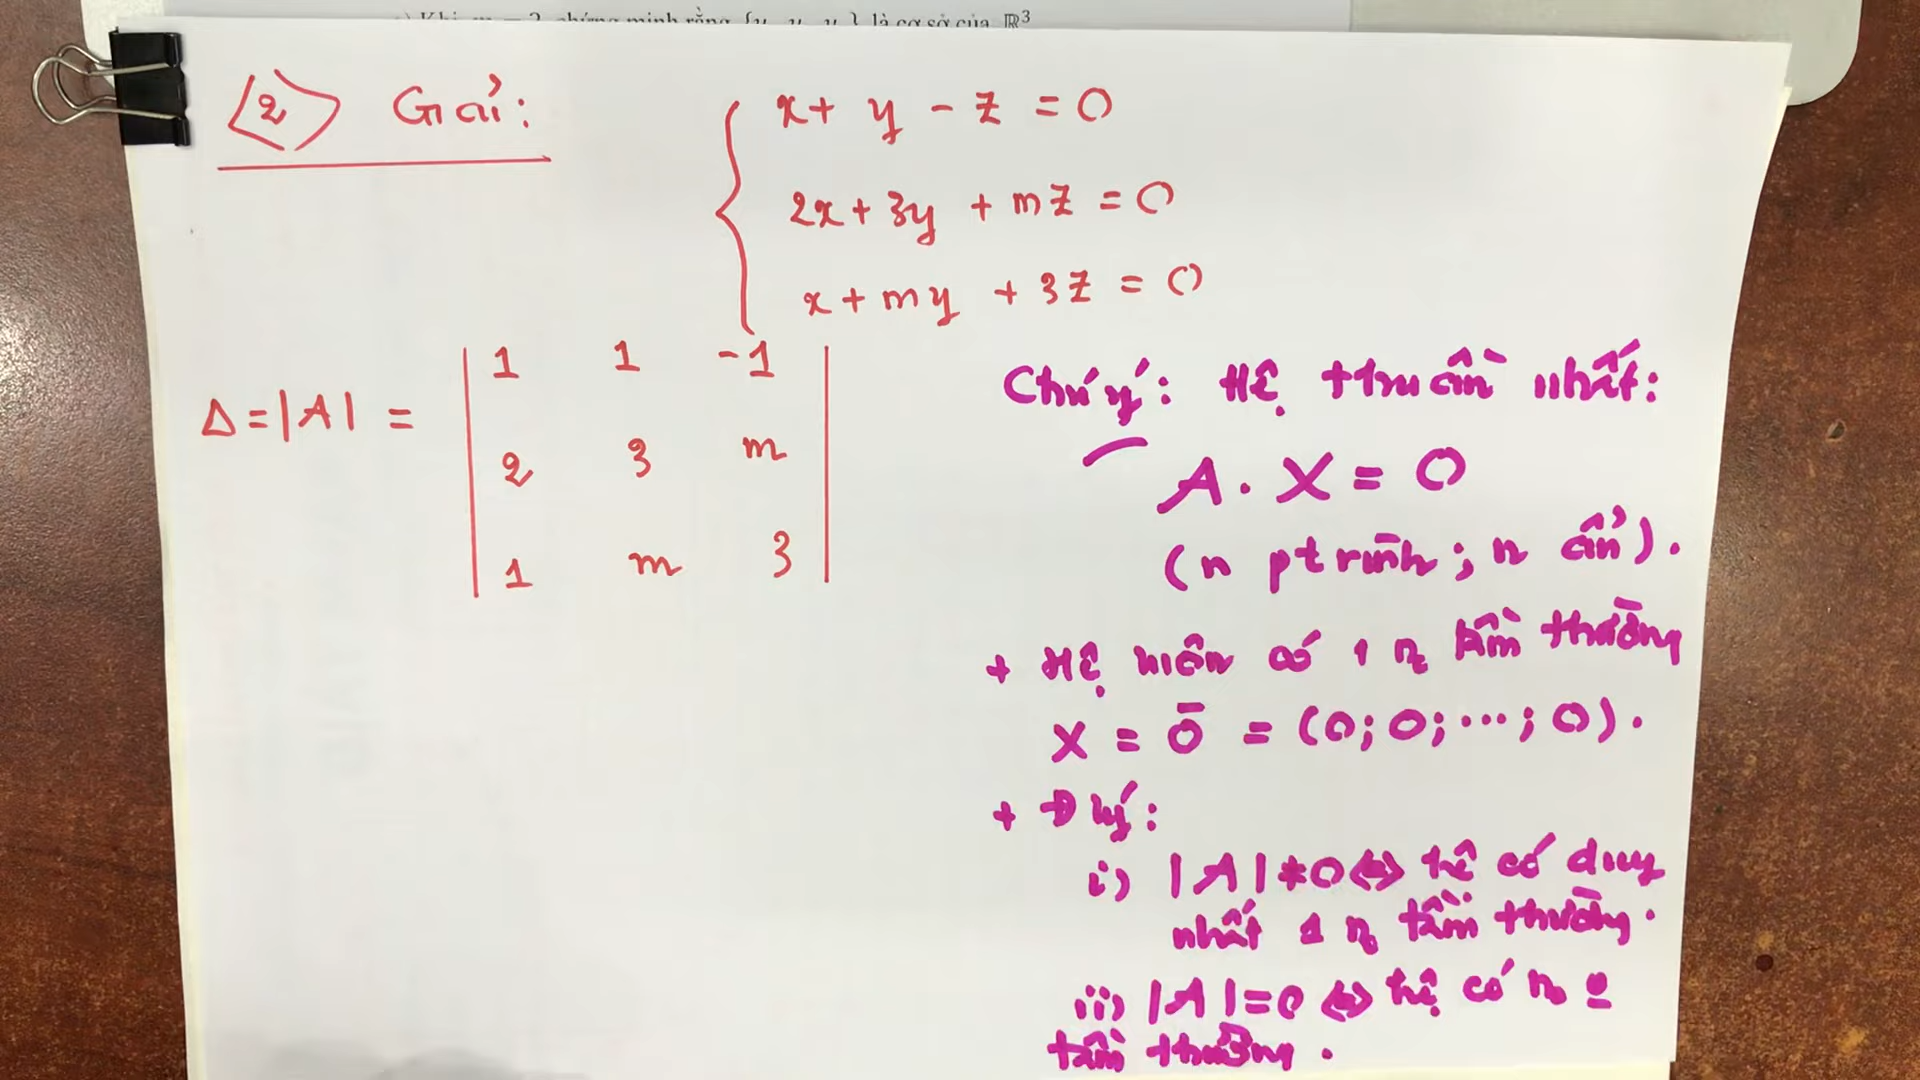 2 Giải:
x + y - z = 0
2x + 3y + mz = 0
x + my + 3z = 0
Δ = |A| =
1 1 -1
2 3 m
1 m 3
Chú ý: Hệ thuần nhất:
A . X = 0
(n ptrình ; n ẩn).
+ Hệ luôn có 1 n₀ tầm thường
X = 0̄ = (0; 0; ...; 0).
+ Đ lý:
i) |A| ≠ 0 ⇔ hệ có duy
nhất 1 n₀ tầm thường.
ii) |A| = 0 ⇔ hệ có n₀
tầm thường.